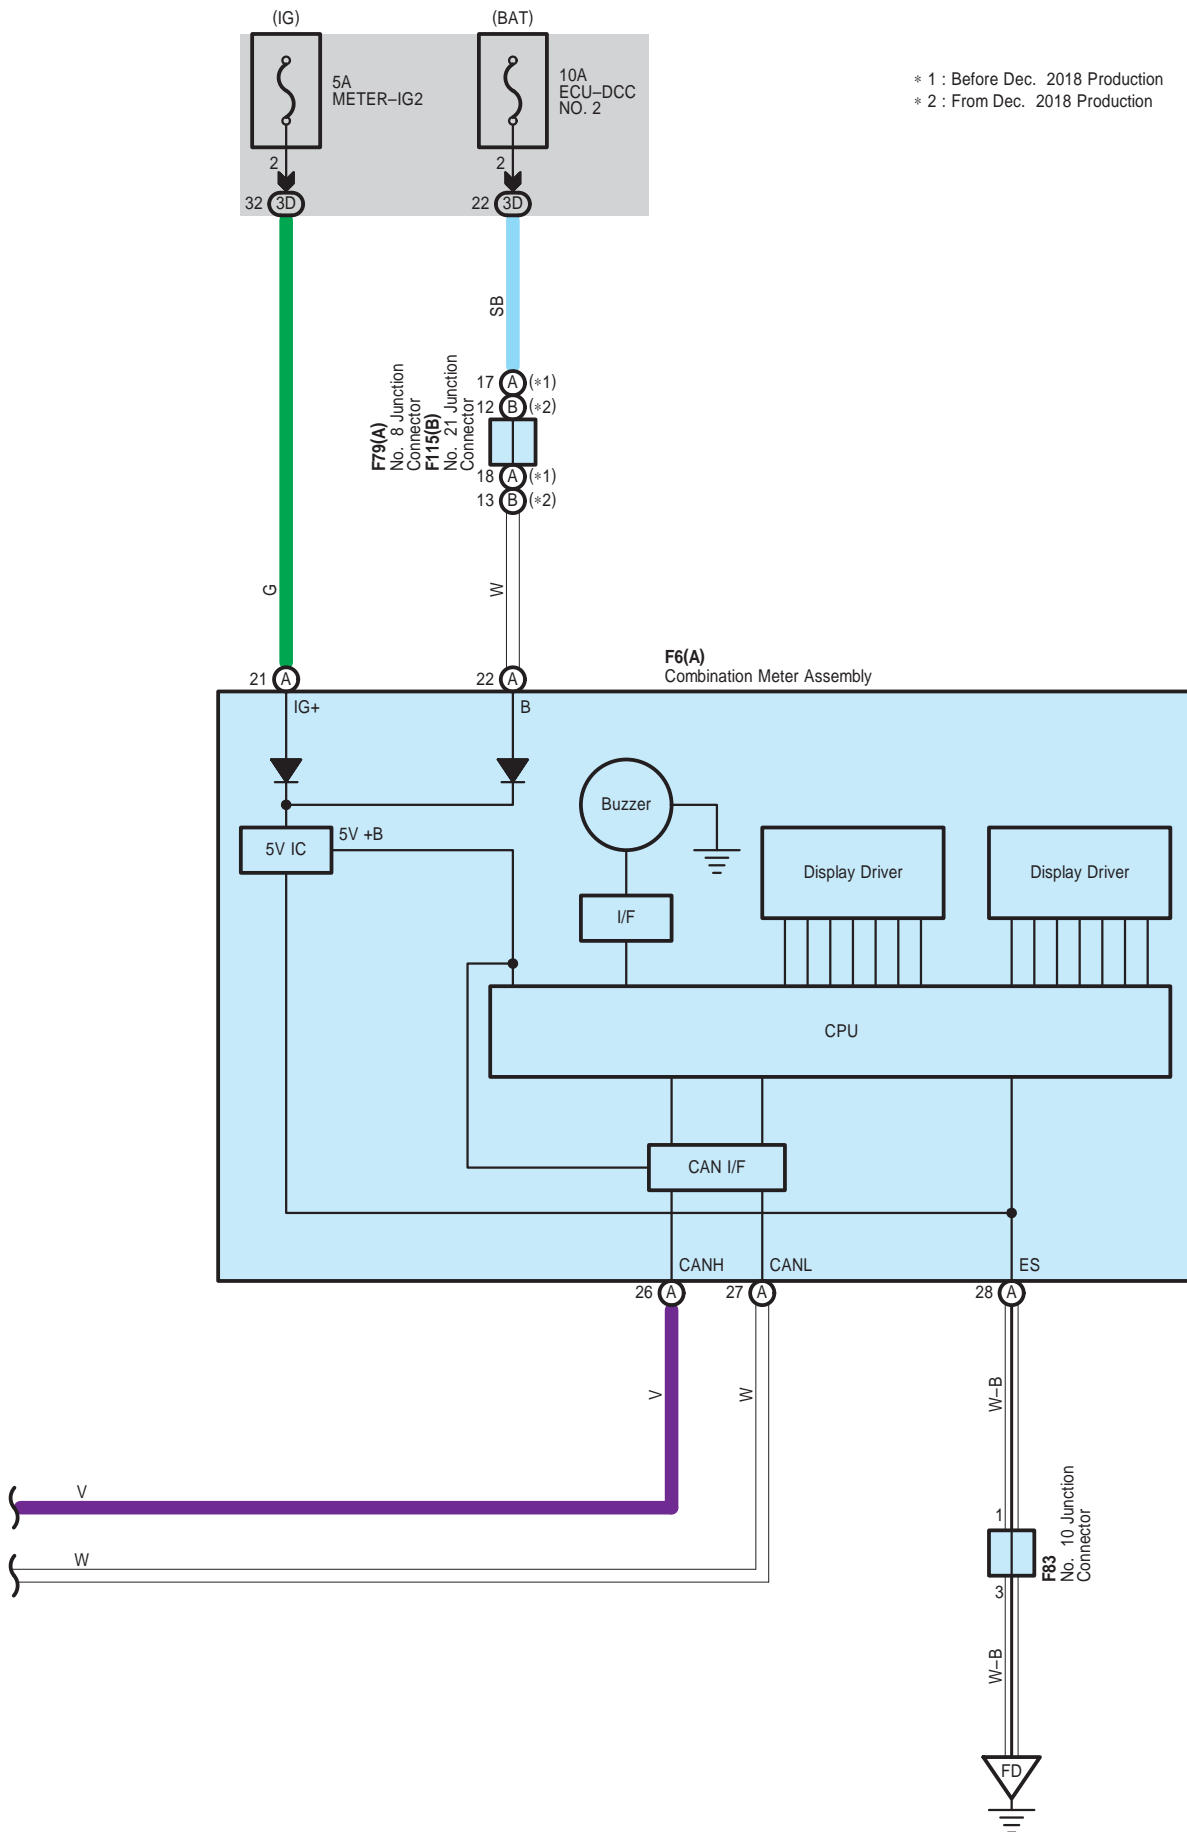 (IG)
(BAT)
5A
METER–IG2
10A
ECU–DCC
NO. 2
* 1 : Before Dec. 2018 Production
* 2 : From Dec. 2018 Production
2
2
32 3D
22 3D
SB
F79(A)
No. 8 Junction
Connector
F115(B)
No. 21 Junction
Connector
17 A (*1)
12 B (*2)
18 A (*1)
13 B (*2)
G
W
F6(A)
Combination Meter Assembly
21 A
22 A
IG+
B
Buzzer
5V IC
5V +B
Display Driver
Display Driver
I/F
CPU
CAN I/F
CANH
CANL
ES
26 A
27 A
28 A
V
W
W–B
V
W
1
F83
No. 10 Junction
Connector
3
W–B
FD